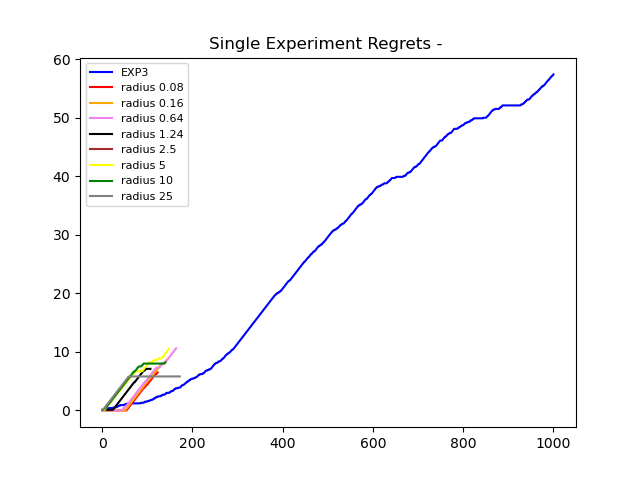 Single Experiment Regrets -
60
50
40
30
20
10
0
EXP3
radius 0.08
radius 0.16
radius 0.64
radius 1.24
radius 2.5
radius 5
radius 10
radius 25
0 200 400 600 800 1000